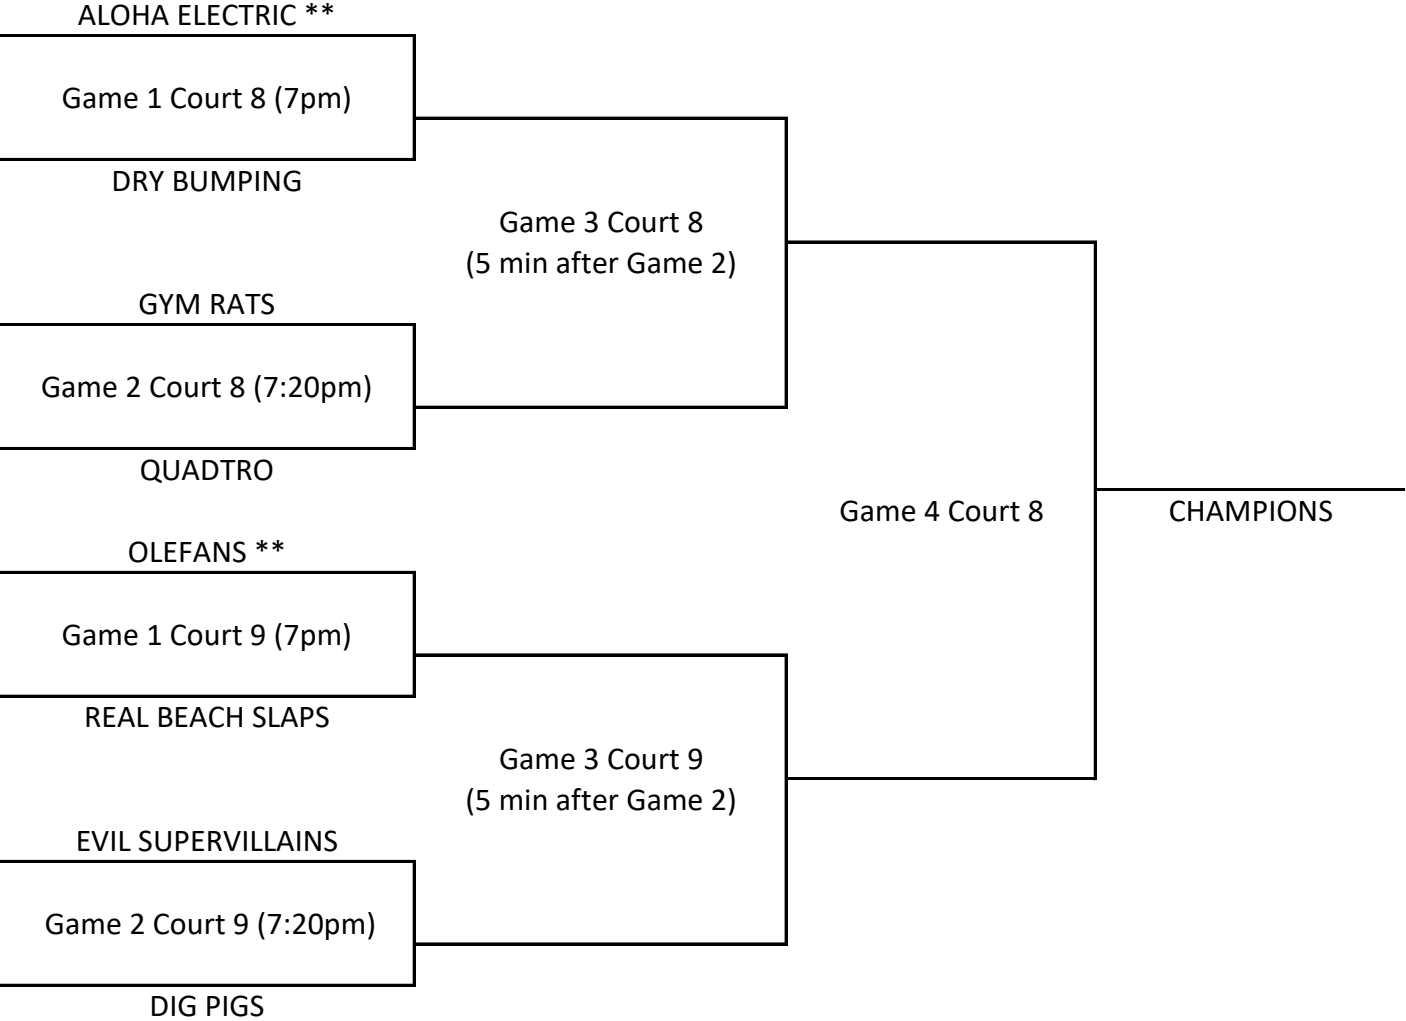 ALOHA ELECTRIC **
Game 1 Court 8 (7pm)
DRY BUMPING
Game 3 Court 8
(5 min after Game 2)
GYM RATS
Game 2 Court 8 (7:20pm)
QUADTRO
Game 4 Court 8
CHAMPIONS
OLEFANS **
Game 1 Court 9 (7pm)
REAL BEACH SLAPS
Game 3 Court 9
(5 min after Game 2)
EVIL SUPERVILLAINS
Game 2 Court 9 (7:20pm)
DIG PIGS